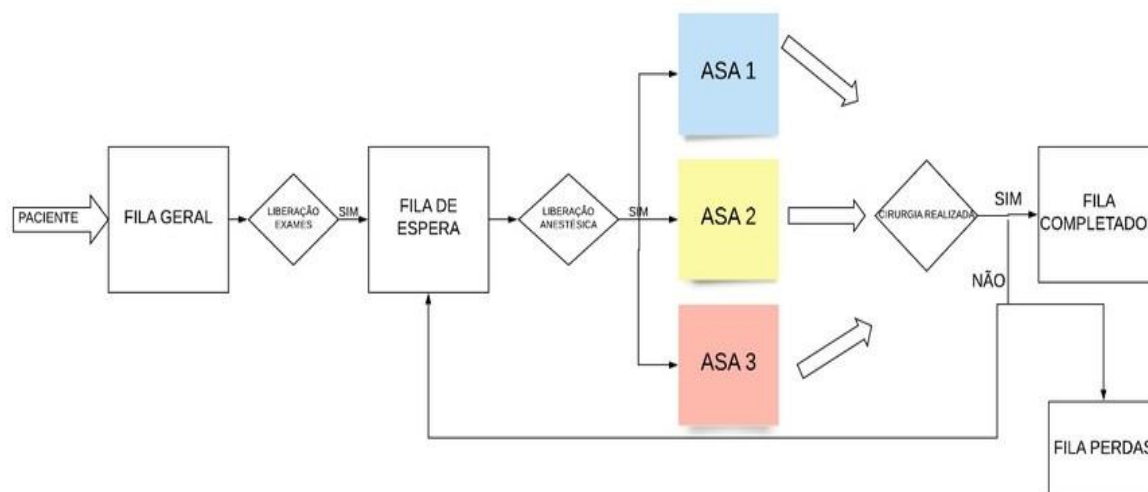 PACIENTE
FILA GERAL
LIBERAÇÃO
EXAMES
SIM
FILA DE
ESPERA
LIBERAÇÃO
ANESTÉSICA
SIM
ASA 1
ASA 2
ASA 3
CIRURGIA REALIZADA
SIM
NÃO
FILA
COMPLETADO
FILA PERDAS